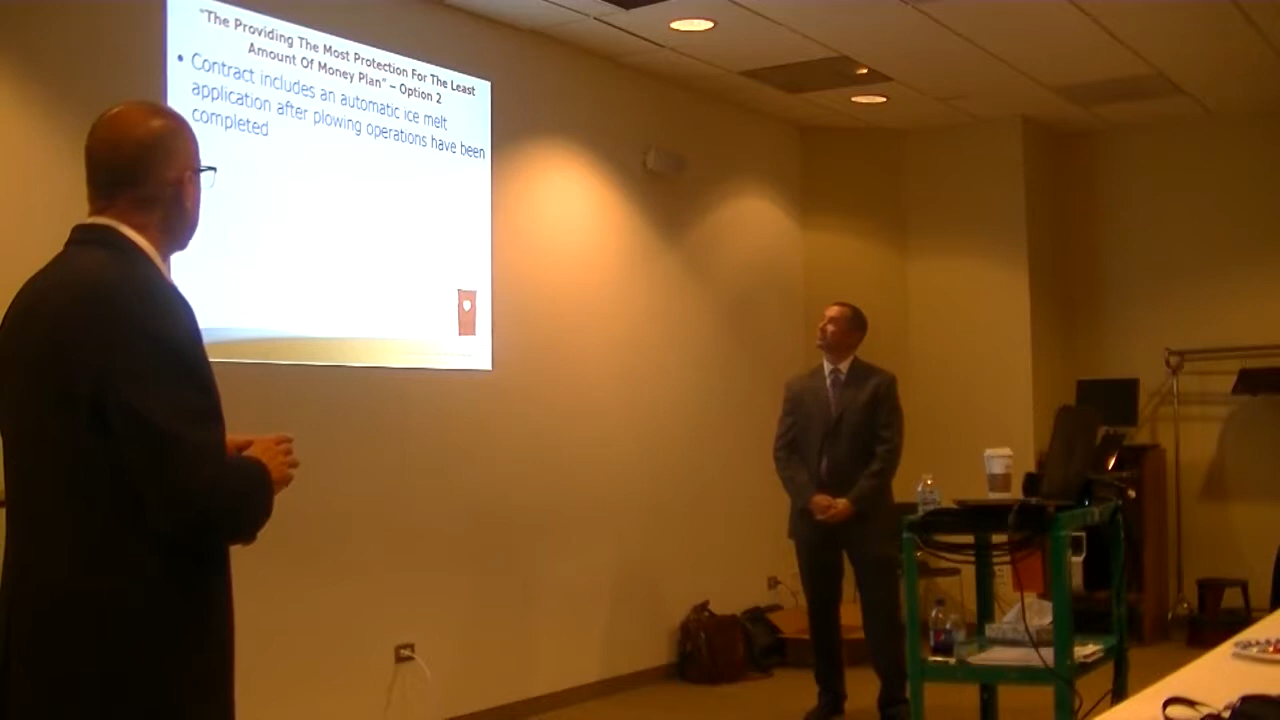 "The Providing The Most Protection For The Least
Amount Of Money Plan" – Option 2
• Contract includes an automatic ice melt
application after plowing operations have been
completed